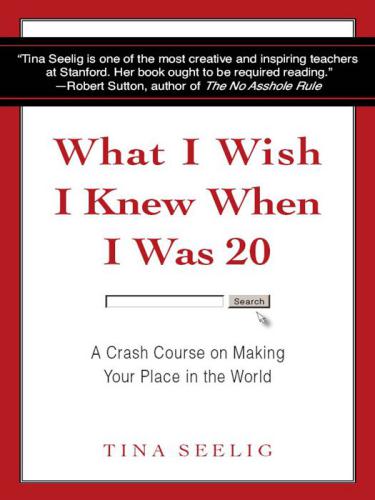 “Tina Seelig is one of the most creative and inspiring teachers
at Stanford. Her book ought to be required reading.”
—Robert Sutton, author of The No Asshole Rule
What I Wish
I Knew When
I Was 20
Search
A Crash Course on Making
Your Place in the World
TINA SEELIG